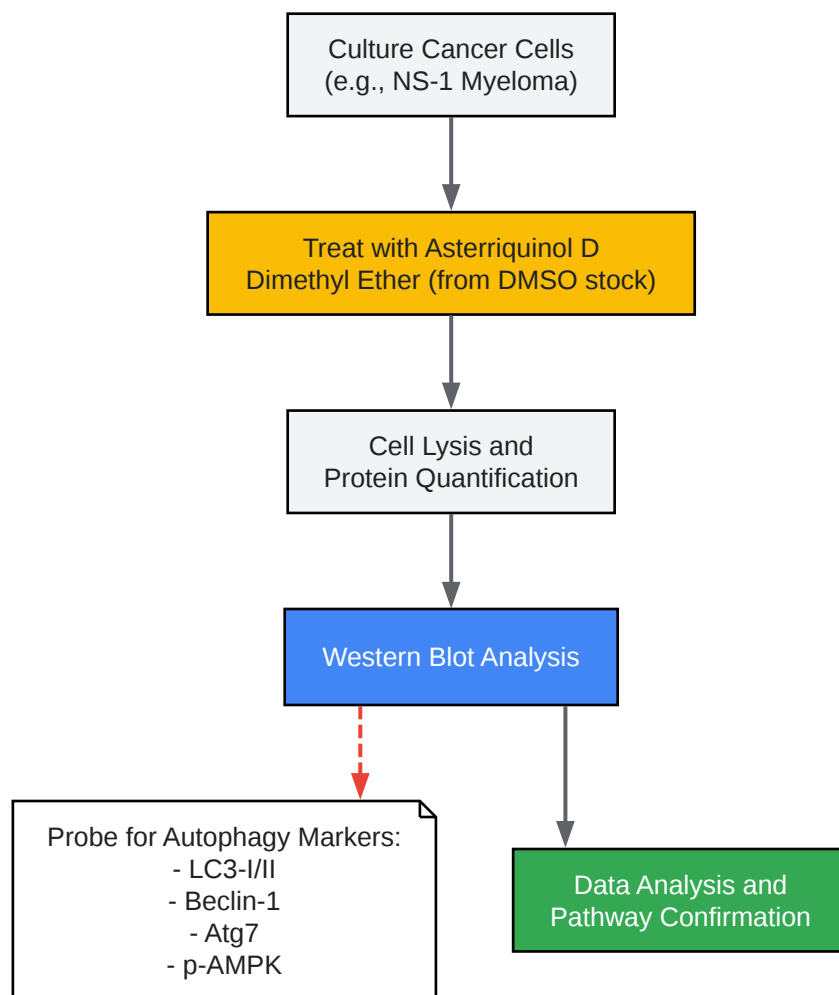 Culture Cancer Cells
(e.g., NS-1 Myeloma)
Treat with Asterriquinol D
Dimethyl Ether (from DMSO stock)
Cell Lysis and
Protein Quantification
Western Blot Analysis
Probe for Autophagy Markers:
- LC3-I/II
- Beclin-1
- Atg7
- p-AMPK
Data Analysis and
Pathway Confirmation